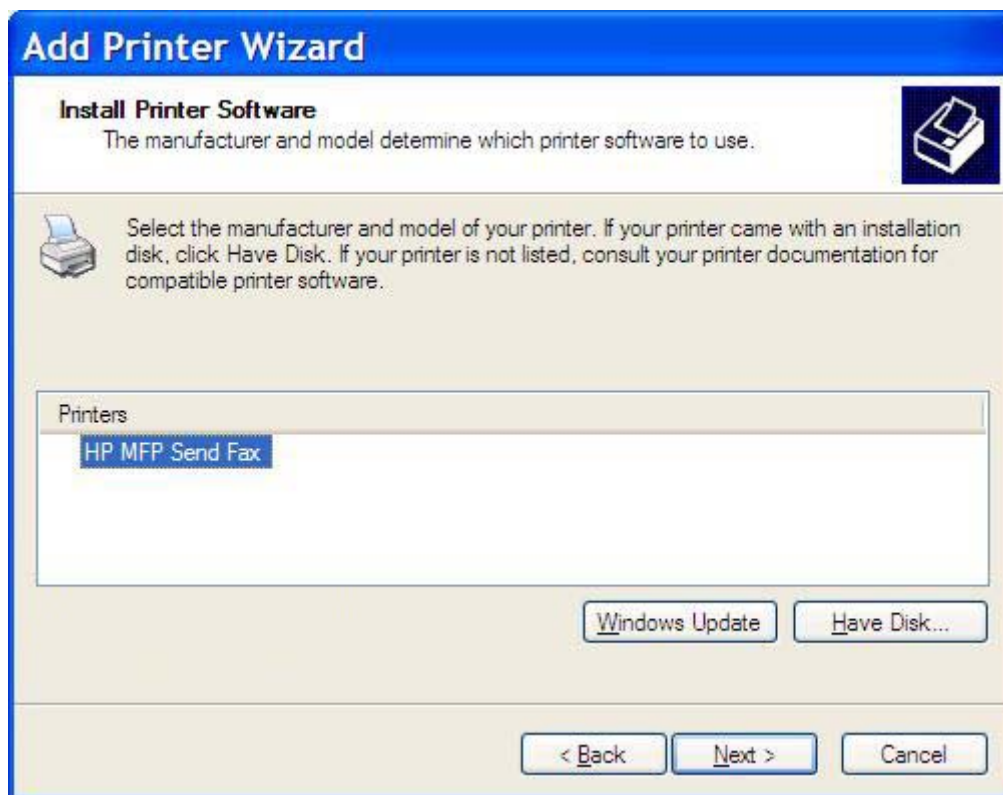 Add Printer Wizard
Install Printer Software
The manufacturer and model determine which printer software to use.
Select the manufacturer and model of your printer. If your printer came with an installation
disk, click Have Disk. If your printer is not listed, consult your printer documentation for
compatible printer software.
Printers
HP MFP Send Fax
Windows Update
Have Disk...
< Back
Next >
Cancel